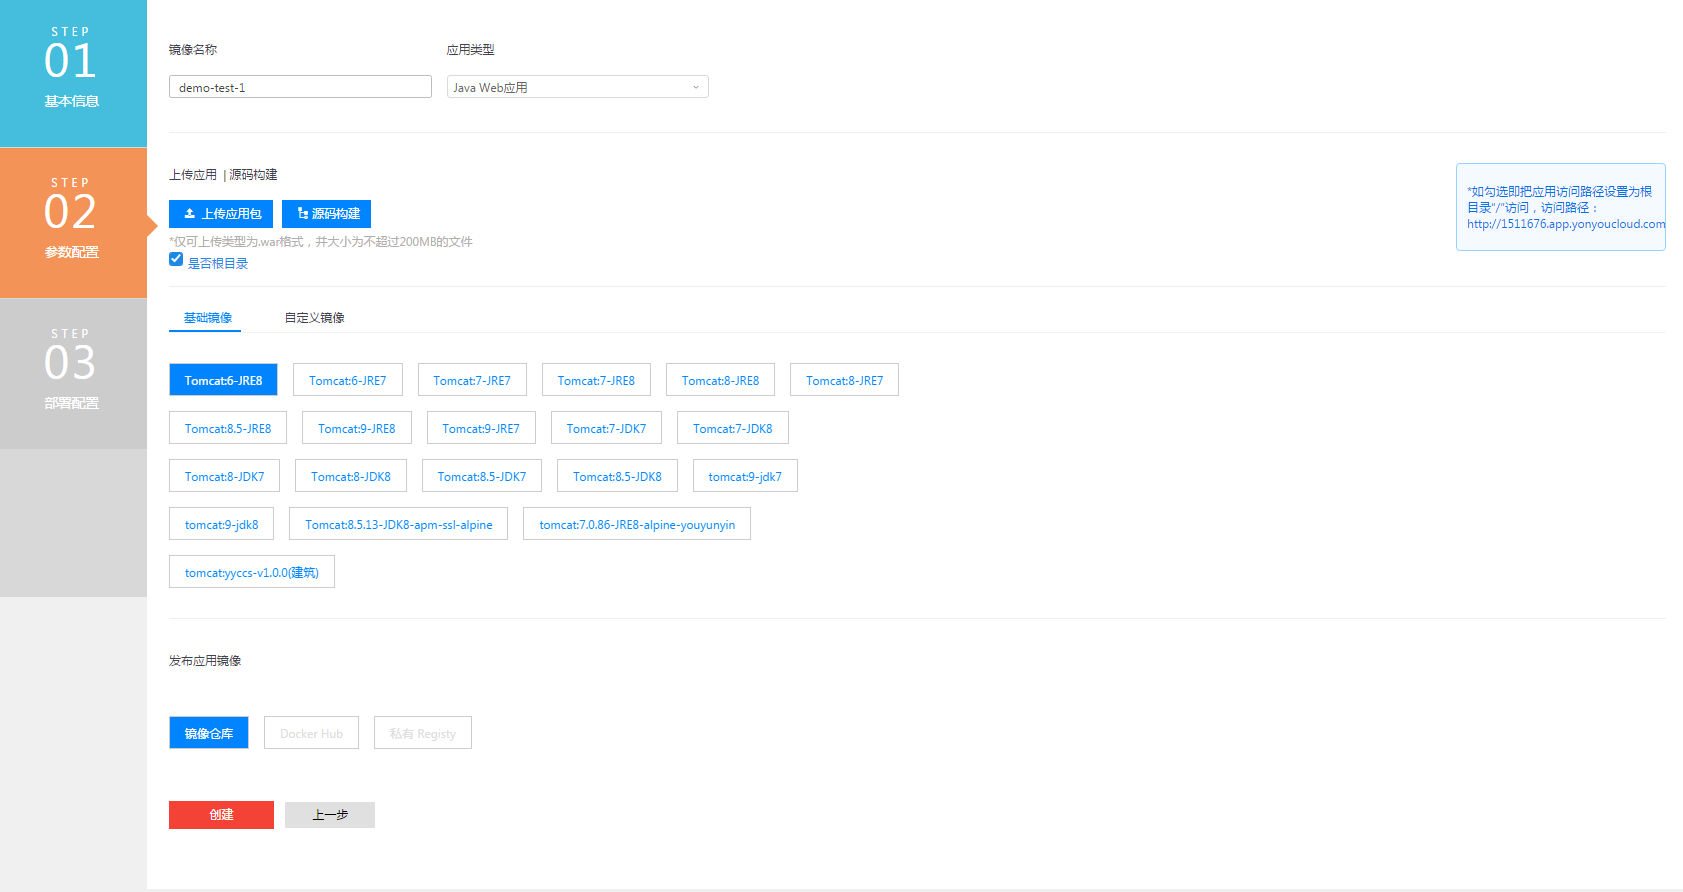 STEP
01
基本信息
STEP
02
参数配置
STEP
03
部署配置
镜像名称 应用类型
demo-test-1 Java Web应用
上传应用 | 源码构建
上传应用包 源码构建
*仅可上传类型为.war格式，并大小为不超过200MB的文件
是否根目录
*如勾选即把应用访问路径设置为根
目录“/”访问，访问路径：
http://1511676.app.yonyoucloud.com
基础镜像 自定义镜像
Tomcat:6-JRE8 Tomcat:6-JRE7 Tomcat:7-JRE7 Tomcat:7-JRE8 Tomcat:8-JRE8 Tomcat:8-JRE7
Tomcat:8.5-JRE8 Tomcat:9-JRE8 Tomcat:9-JRE7 Tomcat:7-JDK7 Tomcat:7-JDK8
Tomcat:8-JDK7 Tomcat:8-JDK8 Tomcat:8.5-JDK7 Tomcat:8.5-JDK8 tomcat:9-jdk7
tomcat:9-jdk8 Tomcat:8.5.13-JDK8-apm-ssl-alpine tomcat:7.0.86-JRE8-alpine-youyunyin
tomcat:yyccs-v1.0.0(建筑)
发布应用镜像
镜像仓库 Docker Hub 私有 Registy
创建 上一步